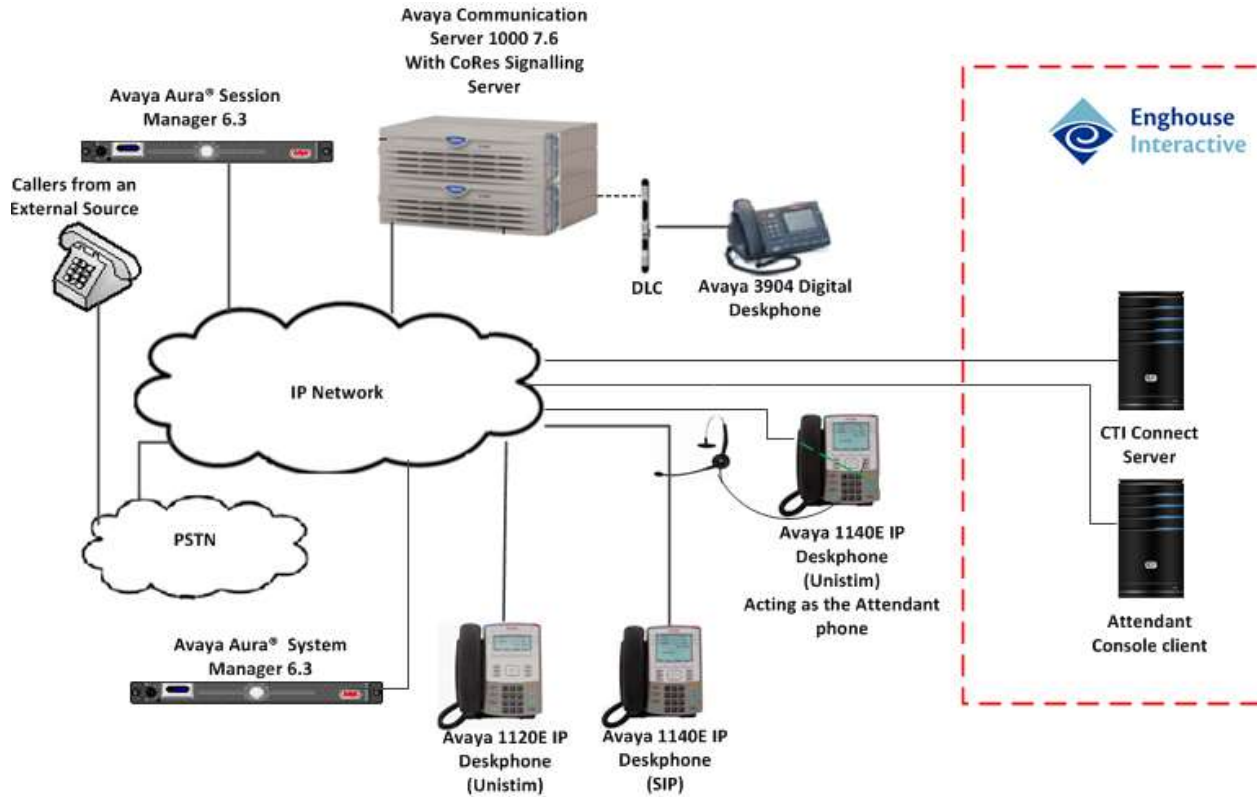 Avaya Communication
Server 1000 7.6
With CoRes Signalling
Server
Avaya Aura® Session
Manager 6.3
Enghouse
Interactive
Callers from an
External Source
DLC
Avaya 3904 Digital
Deskphone
IP Network
CTI Connect
Server
PSTN
Avaya 1140E IP
Deskphone
(Unistim)
Acting as the Attendant
phone
Attendant
Console client
Avaya Aura® System
Manager 6.3
Avaya 1120E IP
Deskphone
(Unistim)
Avaya 1140E IP
Deskphone
(SIP)